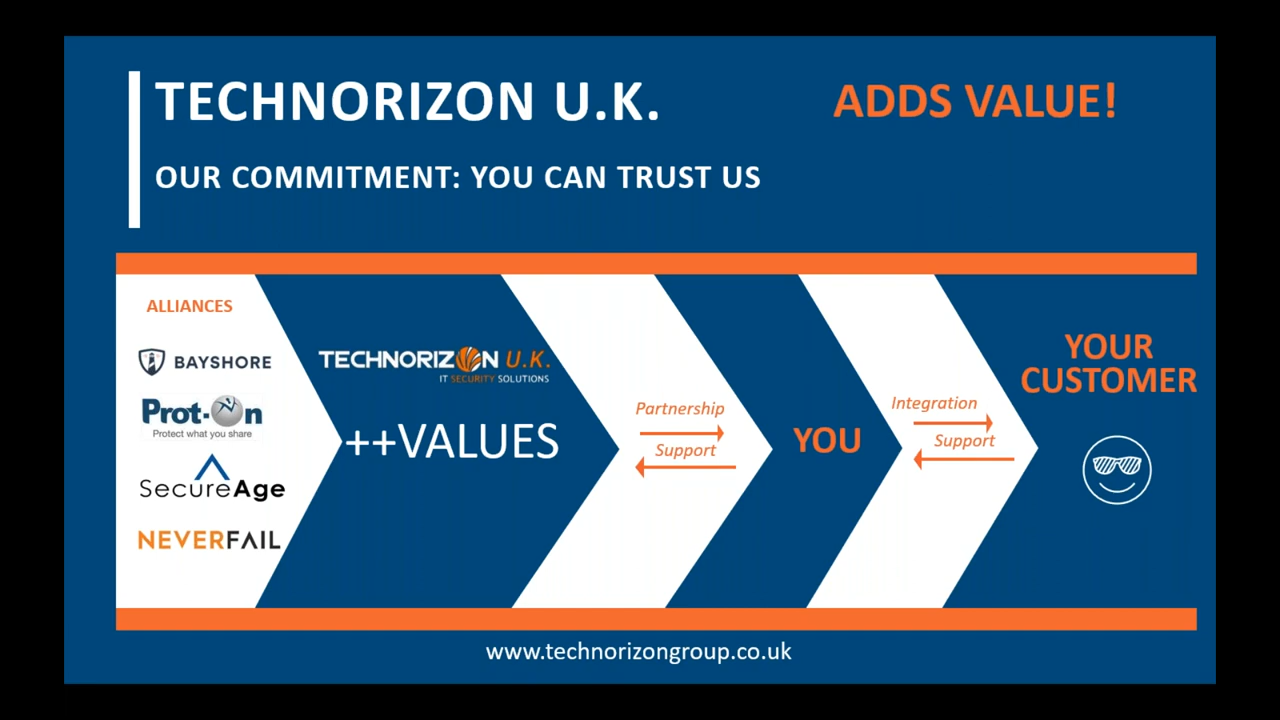 TECHNORIZON U.K.
ADDS VALUE!
OUR COMMITMENT: YOU CAN TRUST US
ALLIANCES
BAYSHORE
Prot-On
Protect what you share
SecureAge
NEVERFAIL
TECHNORIZON U.K.
IT SECURITY SOLUTIONS
++VALUES
Partnership
Support
YOU
Integration
Support
YOUR
CUSTOMER
www.technorizongroup.co.uk